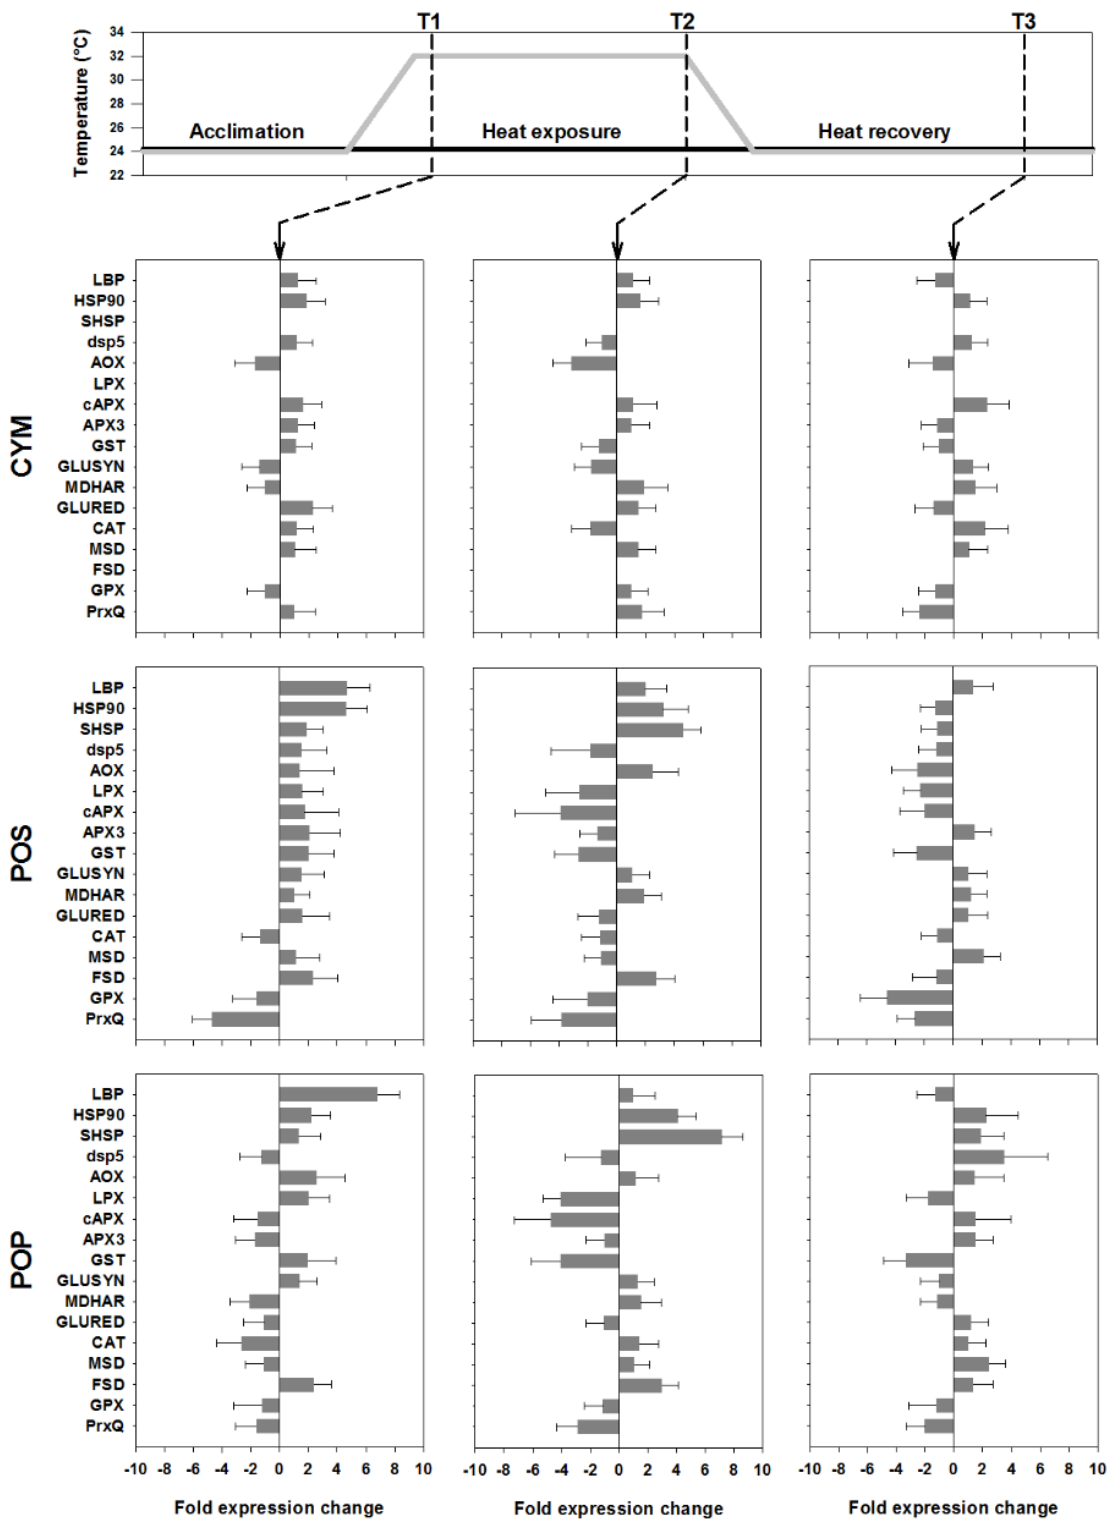 T1 T2 T3
34
32
30
28
26
24
22
Temperature (°C)
Acclimation Heat exposure Heat recovery
CYM
LBP
HSP90
SHSP
dsp5
AOX
LPX
cAPX
APX3
GST
GLUSYN
MDHAR
GLURED
CAT
MSD
FSD
GPX
PrxQ
POS
LBP
HSP90
SHSP
dsp5
AOX
LPX
cAPX
APX3
GST
GLUSYN
MDHAR
GLURED
CAT
MSD
FSD
GPX
PrxQ
POP
LBP
HSP90
SHSP
dsp5
AOX
LPX
cAPX
APX3
GST
GLUSYN
MDHAR
GLURED
CAT
MSD
FSD
GPX
PrxQ
-10 -8 -6 -4 -2 0 2 4 6 8 10 -10 -8 -6 -4 -2 0 2 4 6 8 10 -10 -8 -6 -4 -2 0 2 4 6 8 10
Fold expression change Fold expression change Fold expression change